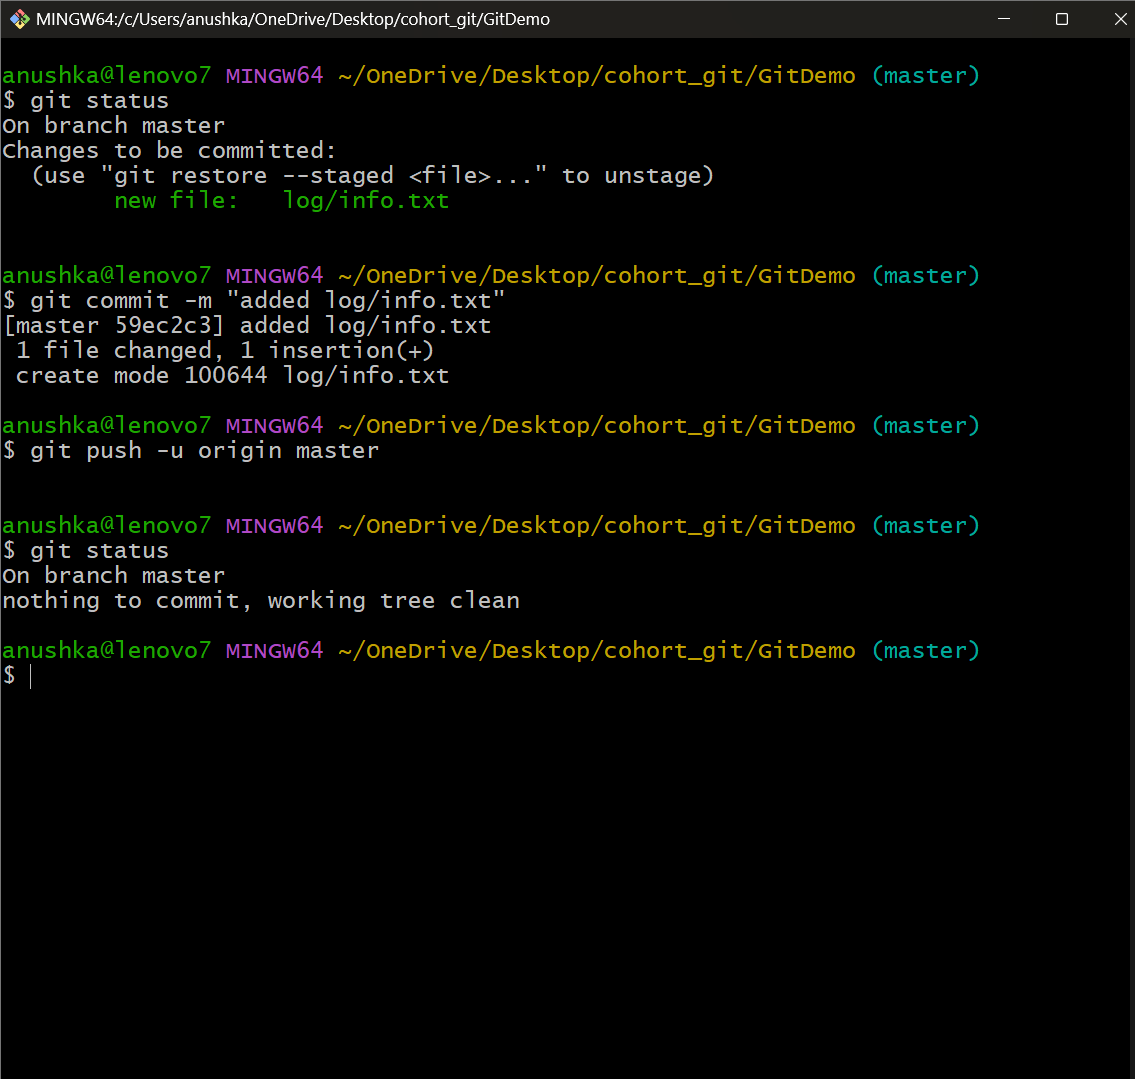 MINGW64:/c/Users/anushka/OneDrive/Desktop/cohort_git/GitDemo
anushka@lenovo7 MINGW64 ~/OneDrive/Desktop/cohort_git/GitDemo (master)
$ git status
On branch master
Changes to be committed:
  (use "git restore --staged <file>..." to unstage)
        new file:   log/info.txt
anushka@lenovo7 MINGW64 ~/OneDrive/Desktop/cohort_git/GitDemo (master)
$ git commit -m "added log/info.txt"
[master 59ec2c3] added log/info.txt
 1 file changed, 1 insertion(+)
 create mode 100644 log/info.txt
anushka@lenovo7 MINGW64 ~/OneDrive/Desktop/cohort_git/GitDemo (master)
$ git push -u origin master
anushka@lenovo7 MINGW64 ~/OneDrive/Desktop/cohort_git/GitDemo (master)
$ git status
On branch master
nothing to commit, working tree clean
anushka@lenovo7 MINGW64 ~/OneDrive/Desktop/cohort_git/GitDemo (master)
$